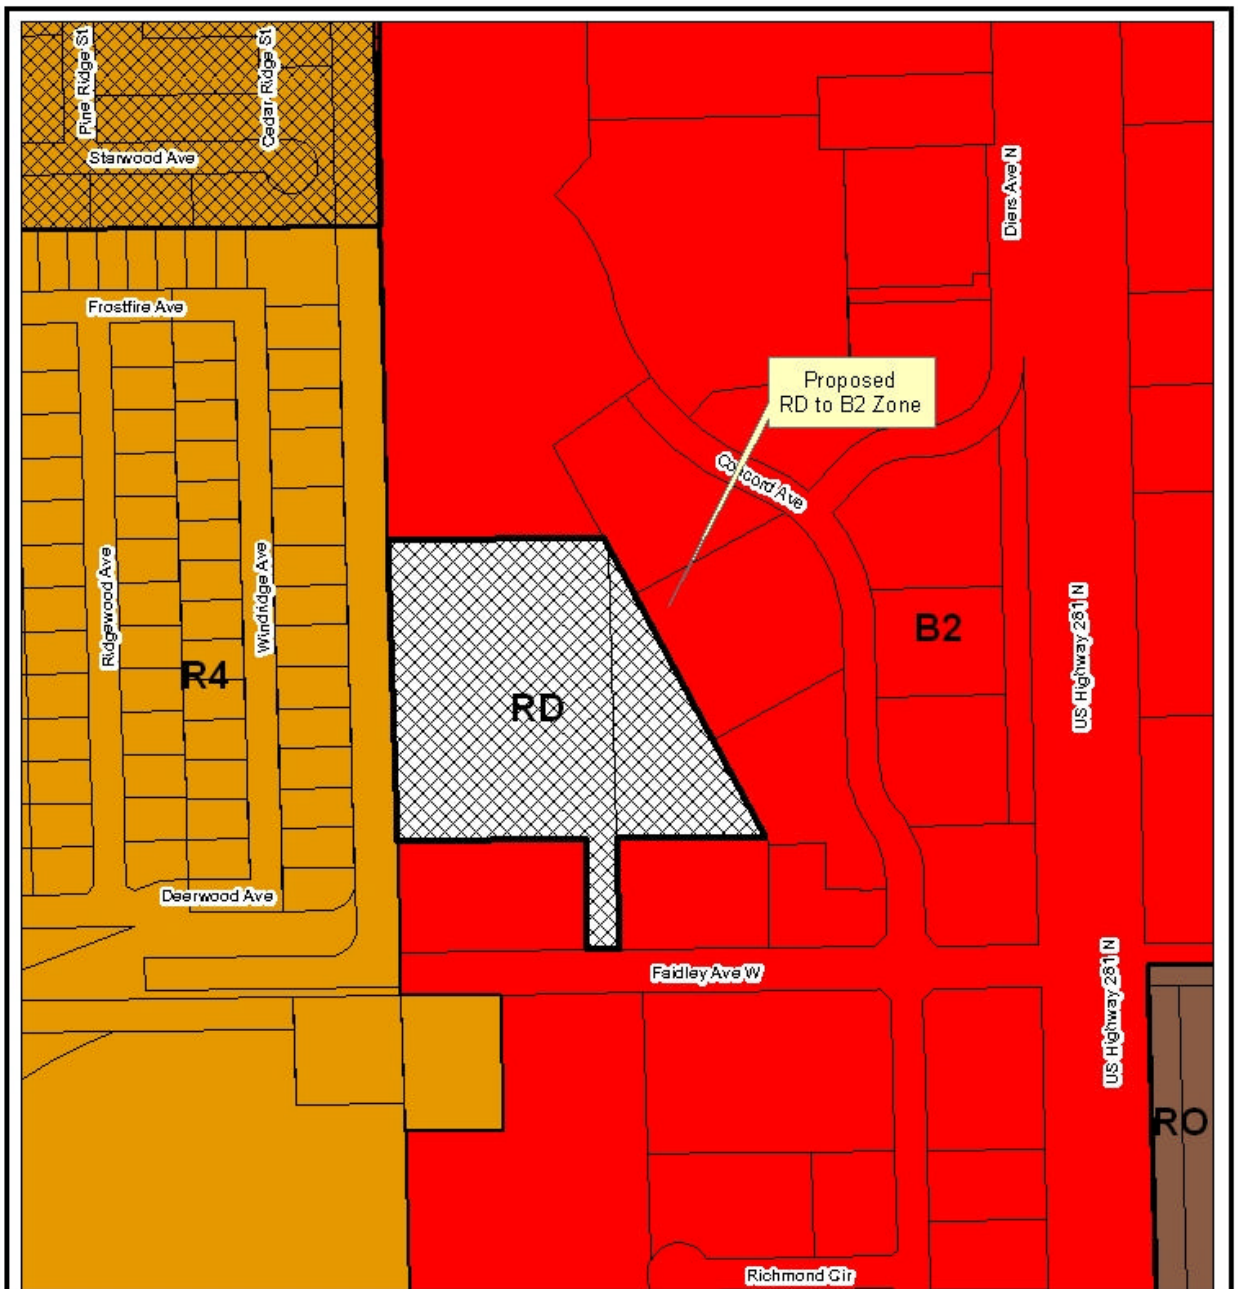 Pine Ridge St
Cedar Ridge St
Starwood Ave
Diers Ave N
Frostfire Ave
Proposed
RD to B2 Zone
Concord Ave
Ridgewood Ave
Windridge Ave
US Highway 281 N
B2
R4
RD
Deerwood Ave
Faidley Ave W
US Highway 281 N
RO
Richmond Cir